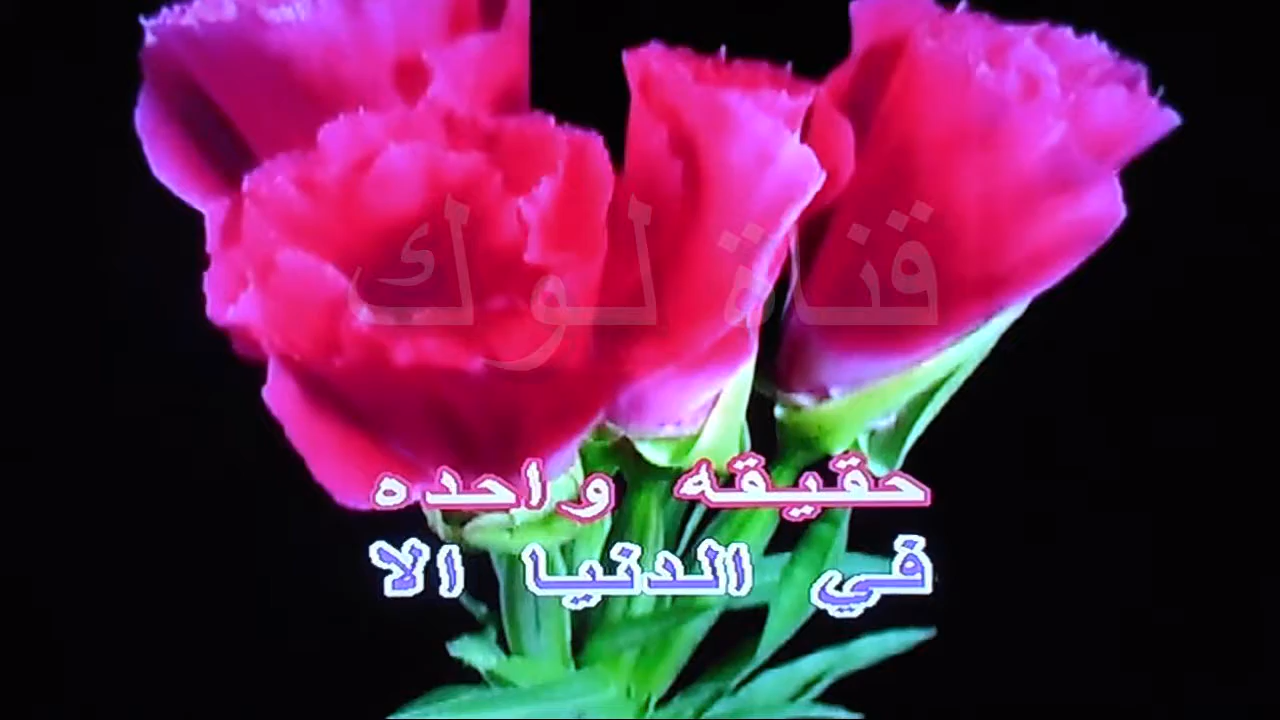 قناة لوك
حقيقه واحده
في الدنيا الا